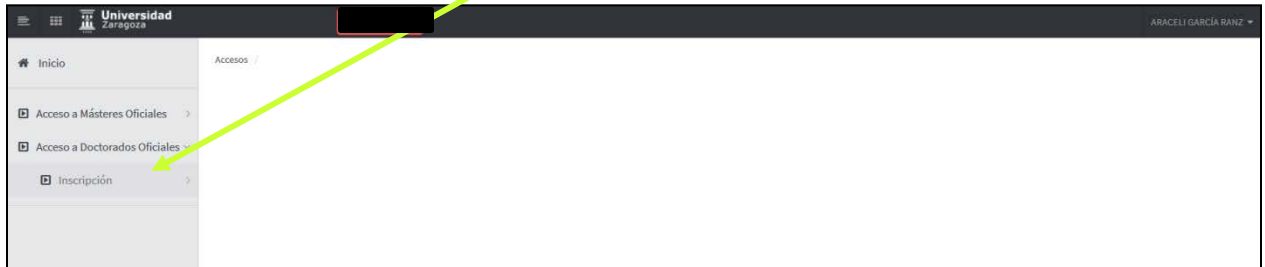 Universidad
Zaragoza
ARACELI GARCÍA RANZ
Inicio
Accesos /
Acceso a Másteres Oficiales
Acceso a Doctorados Oficiales
Inscripción